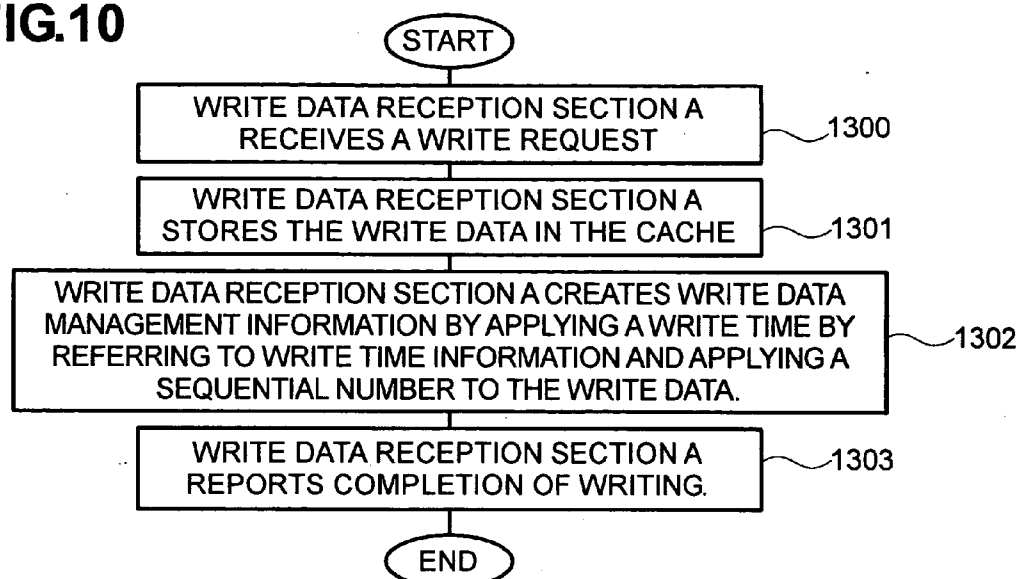 FIG.10
START
WRITE DATA RECEPTION SECTION A
RECEIVES A WRITE REQUEST
1300
WRITE DATA RECEPTION SECTION A
STORES THE WRITE DATA IN THE CACHE
1301
WRITE DATA RECEPTION SECTION A CREATES WRITE DATA
MANAGEMENT INFORMATION BY APPLYING A WRITE TIME BY
REFERRING TO WRITE TIME INFORMATION AND APPLYING A
SEQUENTIAL NUMBER TO THE WRITE DATA.
1302
WRITE DATA RECEPTION SECTION A
REPORTS COMPLETION OF WRITING.
1303
END